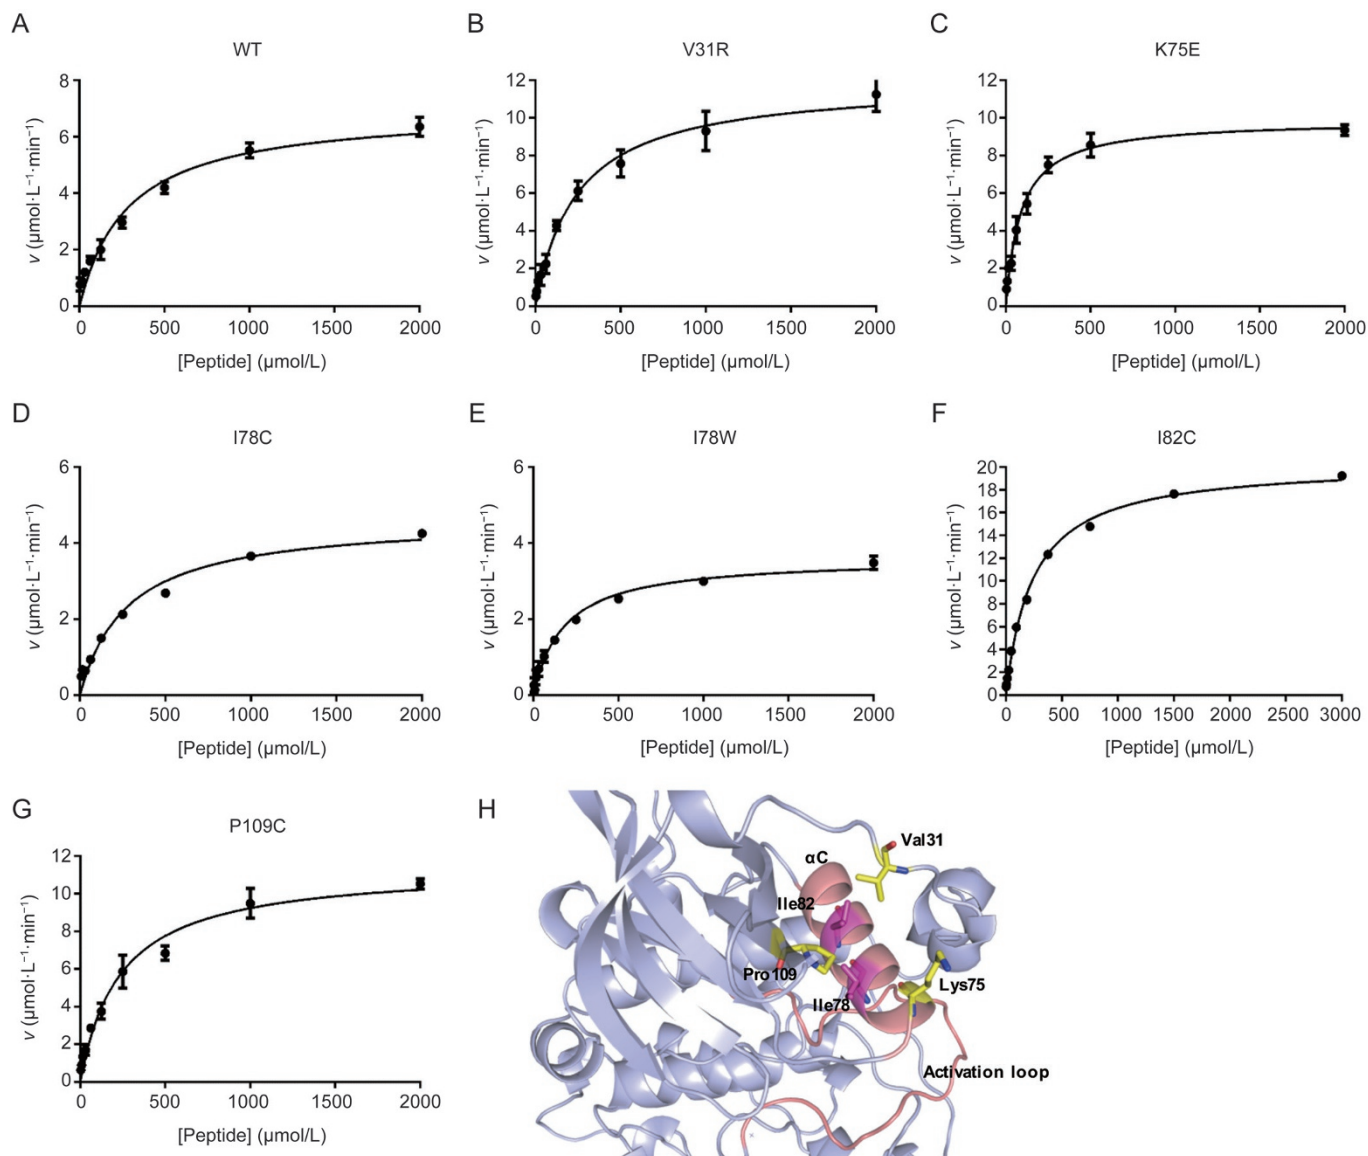 A
WT
8
6
4
2
0
v (µmol·L⁻¹·min⁻¹)
0 500 1000 1500 2000
[Peptide] (µmol/L)
B
V31R
12
10
8
6
4
2
0
v (µmol·L⁻¹·min⁻¹)
0 500 1000 1500 2000
[Peptide] (µmol/L)
C
K75E
12
10
8
6
4
2
0
v (µmol·L⁻¹·min⁻¹)
0 500 1000 1500 2000
[Peptide] (µmol/L)
D
I78C
6
4
2
0
v (µmol·L⁻¹·min⁻¹)
0 500 1000 1500 2000
[Peptide] (µmol/L)
E
I78W
6
4
2
0
v (µmol·L⁻¹·min⁻¹)
0 500 1000 1500 2000
[Peptide] (µmol/L)
F
I82C
20
18
16
14
12
10
8
6
4
2
0
v (µmol·L⁻¹·min⁻¹)
0 500 1000 1500 2000 2500 3000
[Peptide] (µmol/L)
G
P109C
12
10
8
6
4
2
0
v (µmol·L⁻¹·min⁻¹)
0 500 1000 1500 2000
[Peptide] (µmol/L)
H
Val31
αC
Ile82
Pro109
Lys75
Ile78
Activation loop